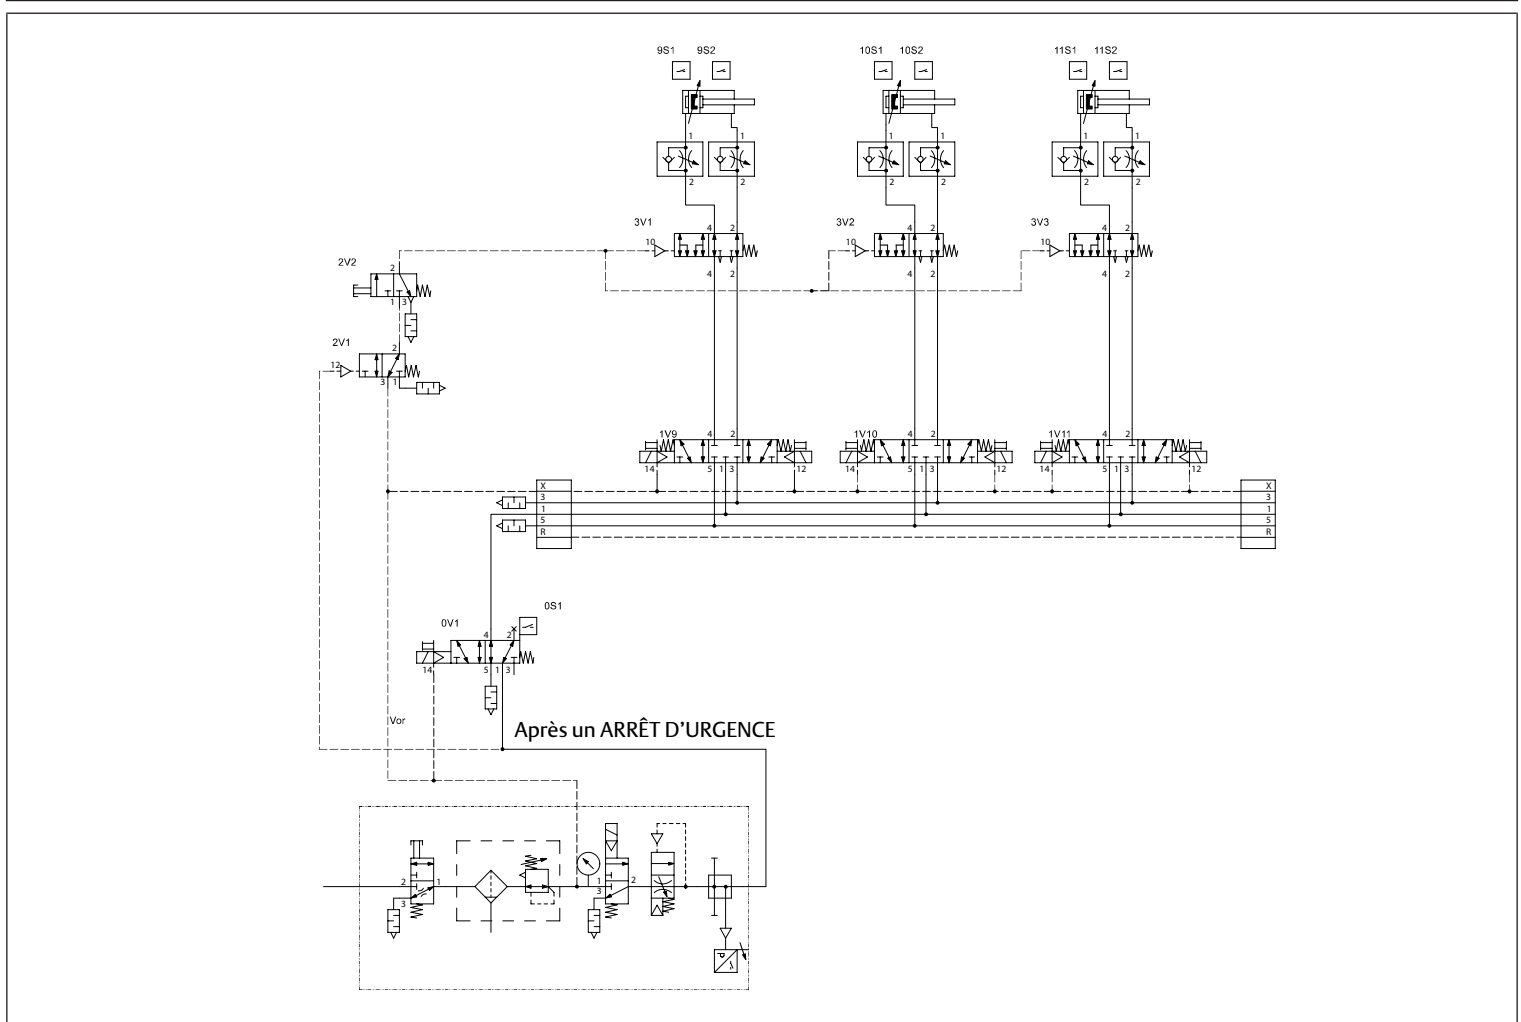 9S1 9S2 10S1 10S2 11S1 11S2
1 1 1 1 1 1
2 2 2 2 2 2
3V1 3V2 3V3
4 2 4 2 4 2
10 10 10
2V2
2
4 2 4 2 4 2
1 3
2V1
2
12
3 1
1V9 4 2 1V10 4 2 1V11 4 2
14 5 1 3 12 14 5 1 3 12 14 5 1 3 12
X X
3 3
1 1
5 5
R R
0S1
0V1
4 2
14 5 1 3
Vor
Après un ARRÊT D'URGENCE
2 1 1 2
3 3
P